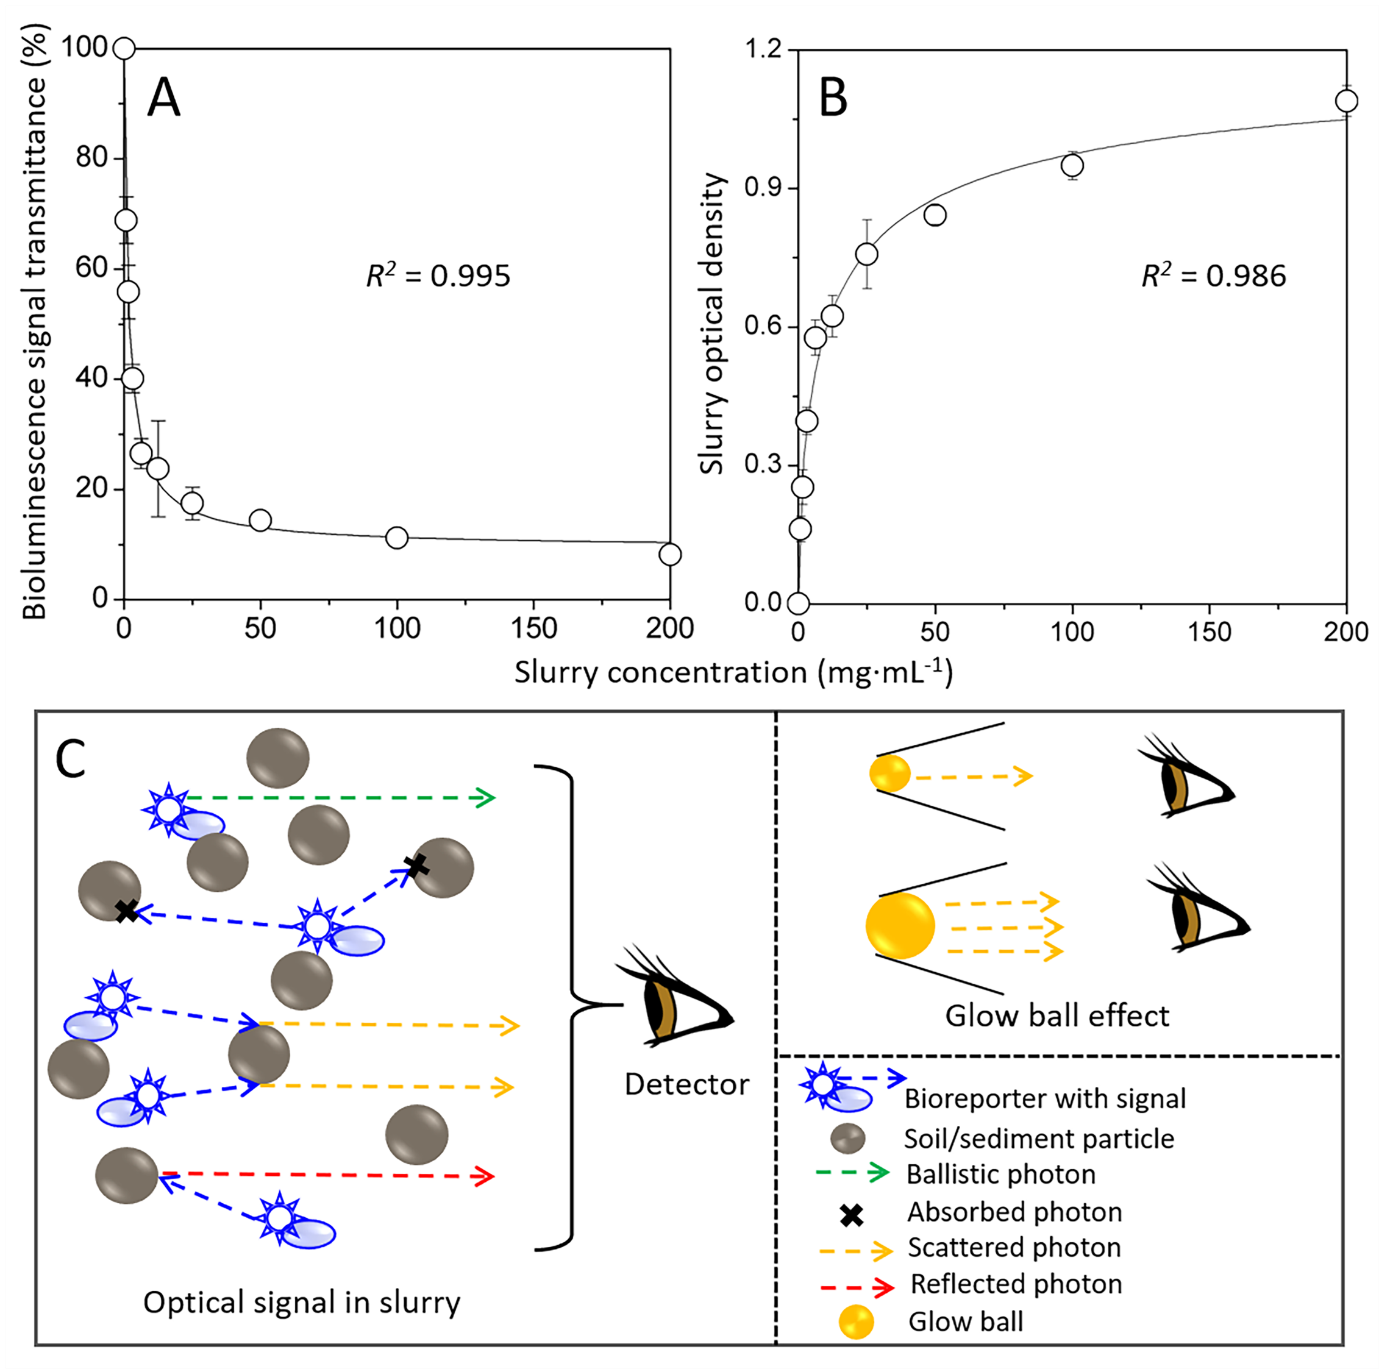 Bioluminescence signal transmittance (%)
100
80
60
40
20
0
A
R² = 0.995
0 50 100 150 200
Slurry optical density
1.2
0.9
0.6
0.3
0.0
B
R² = 0.986
0 50 100 150 200
Slurry concentration (mg·mL⁻¹)
C
Detector
Optical signal in slurry
Glow ball effect
Bioreporter with signal
Soil/sediment particle
Ballistic photon
Absorbed photon
Scattered photon
Reflected photon
Glow ball